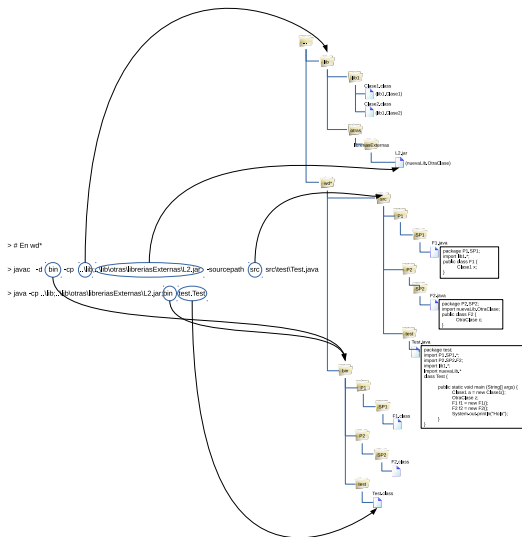 ...
lib
lib1
Clase1.class
(lib1.Clase1)
Clase2.class
(lib1.Clase2)
otras
libreriasExternas
L2.jar
(nuevaLib.OtraClase)
wd*
src
P1
SP1
F1.java
package P1.SP1;
import lib1.*;
public class F1 {
Clase1 x;
}
P2
SP2
F2.java
package P2.SP2;
import nuevaLib.OtraClase;
public class F2 {
OtraClase c;
}
test
Test.java
package test;
import P1.SP1.*;
import P2.SP2.F2;
import lib1.*;
import nuevaLib.*;
class Test {
public static void main (String[] args) {
Clase1 a = new Clase1();
OtraClase z;
F1 f1 = new F1();
F2 f2 = new F2();
System.out.println("Hola");
}
}
> # En wd*
> javac -d bin -cp ..\lib;..\lib\otras\libreriasExternas\L2.jar -sourcepath src src\test\Test.java
> java -cp ..\lib;..\lib\otras\libreriasExternas\L2.jar;bin test.Test
bin
P1
SP1
F1.class
P2
SP2
F2.class
test
Test.class